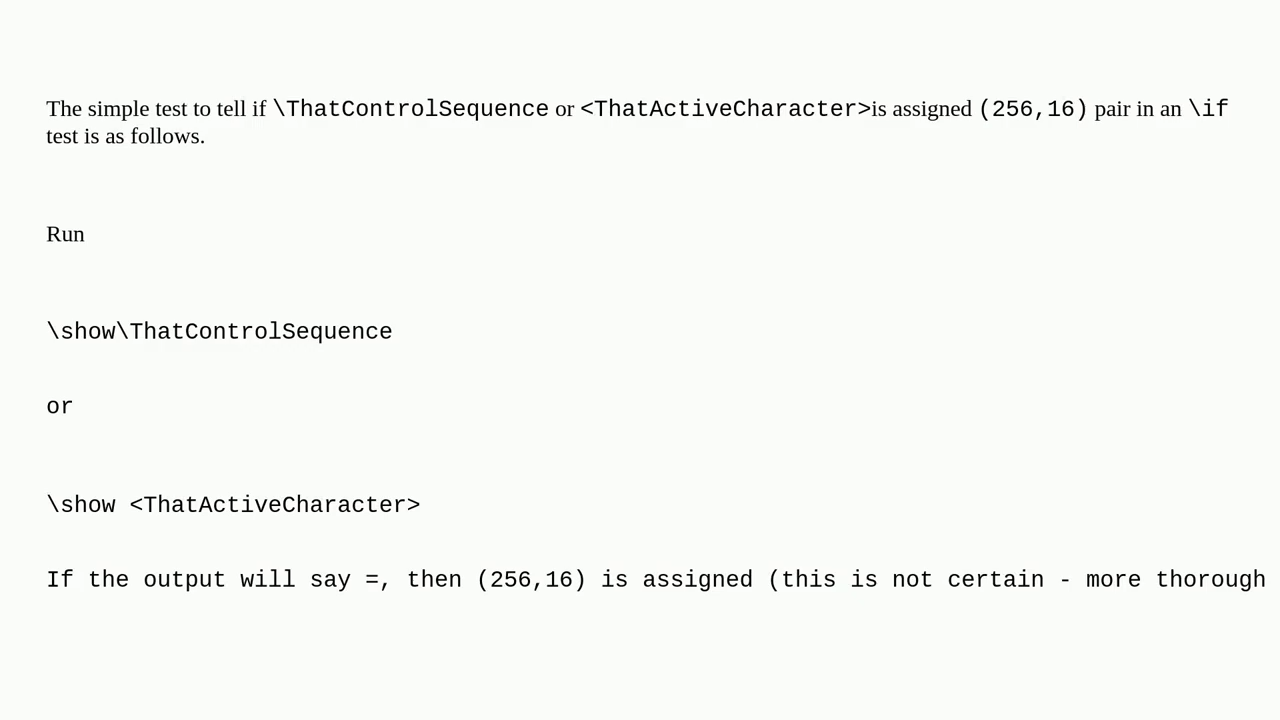 The simple test to tell if \ThatControlSequence or <ThatActiveCharacter>is assigned (256,16) pair in an \if
test is as follows.
Run
\show\ThatControlSequence
or
\show <ThatActiveCharacter>
If the output will say =, then (256,16) is assigned (this is not certain - more thorough